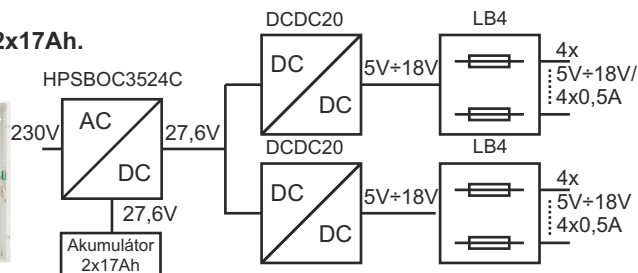 2x17Ah.
HPSBOC3524C
230V
AC
DC
27,6V
27,6V
Akumulátor
2x17Ah
DCDC20
DC
DC
5V÷18V
LB4
4x
5V÷18V/
4x0,5A
DCDC20
DC
DC
5V÷18V
LB4
4x
5V÷18V
4x0,5A